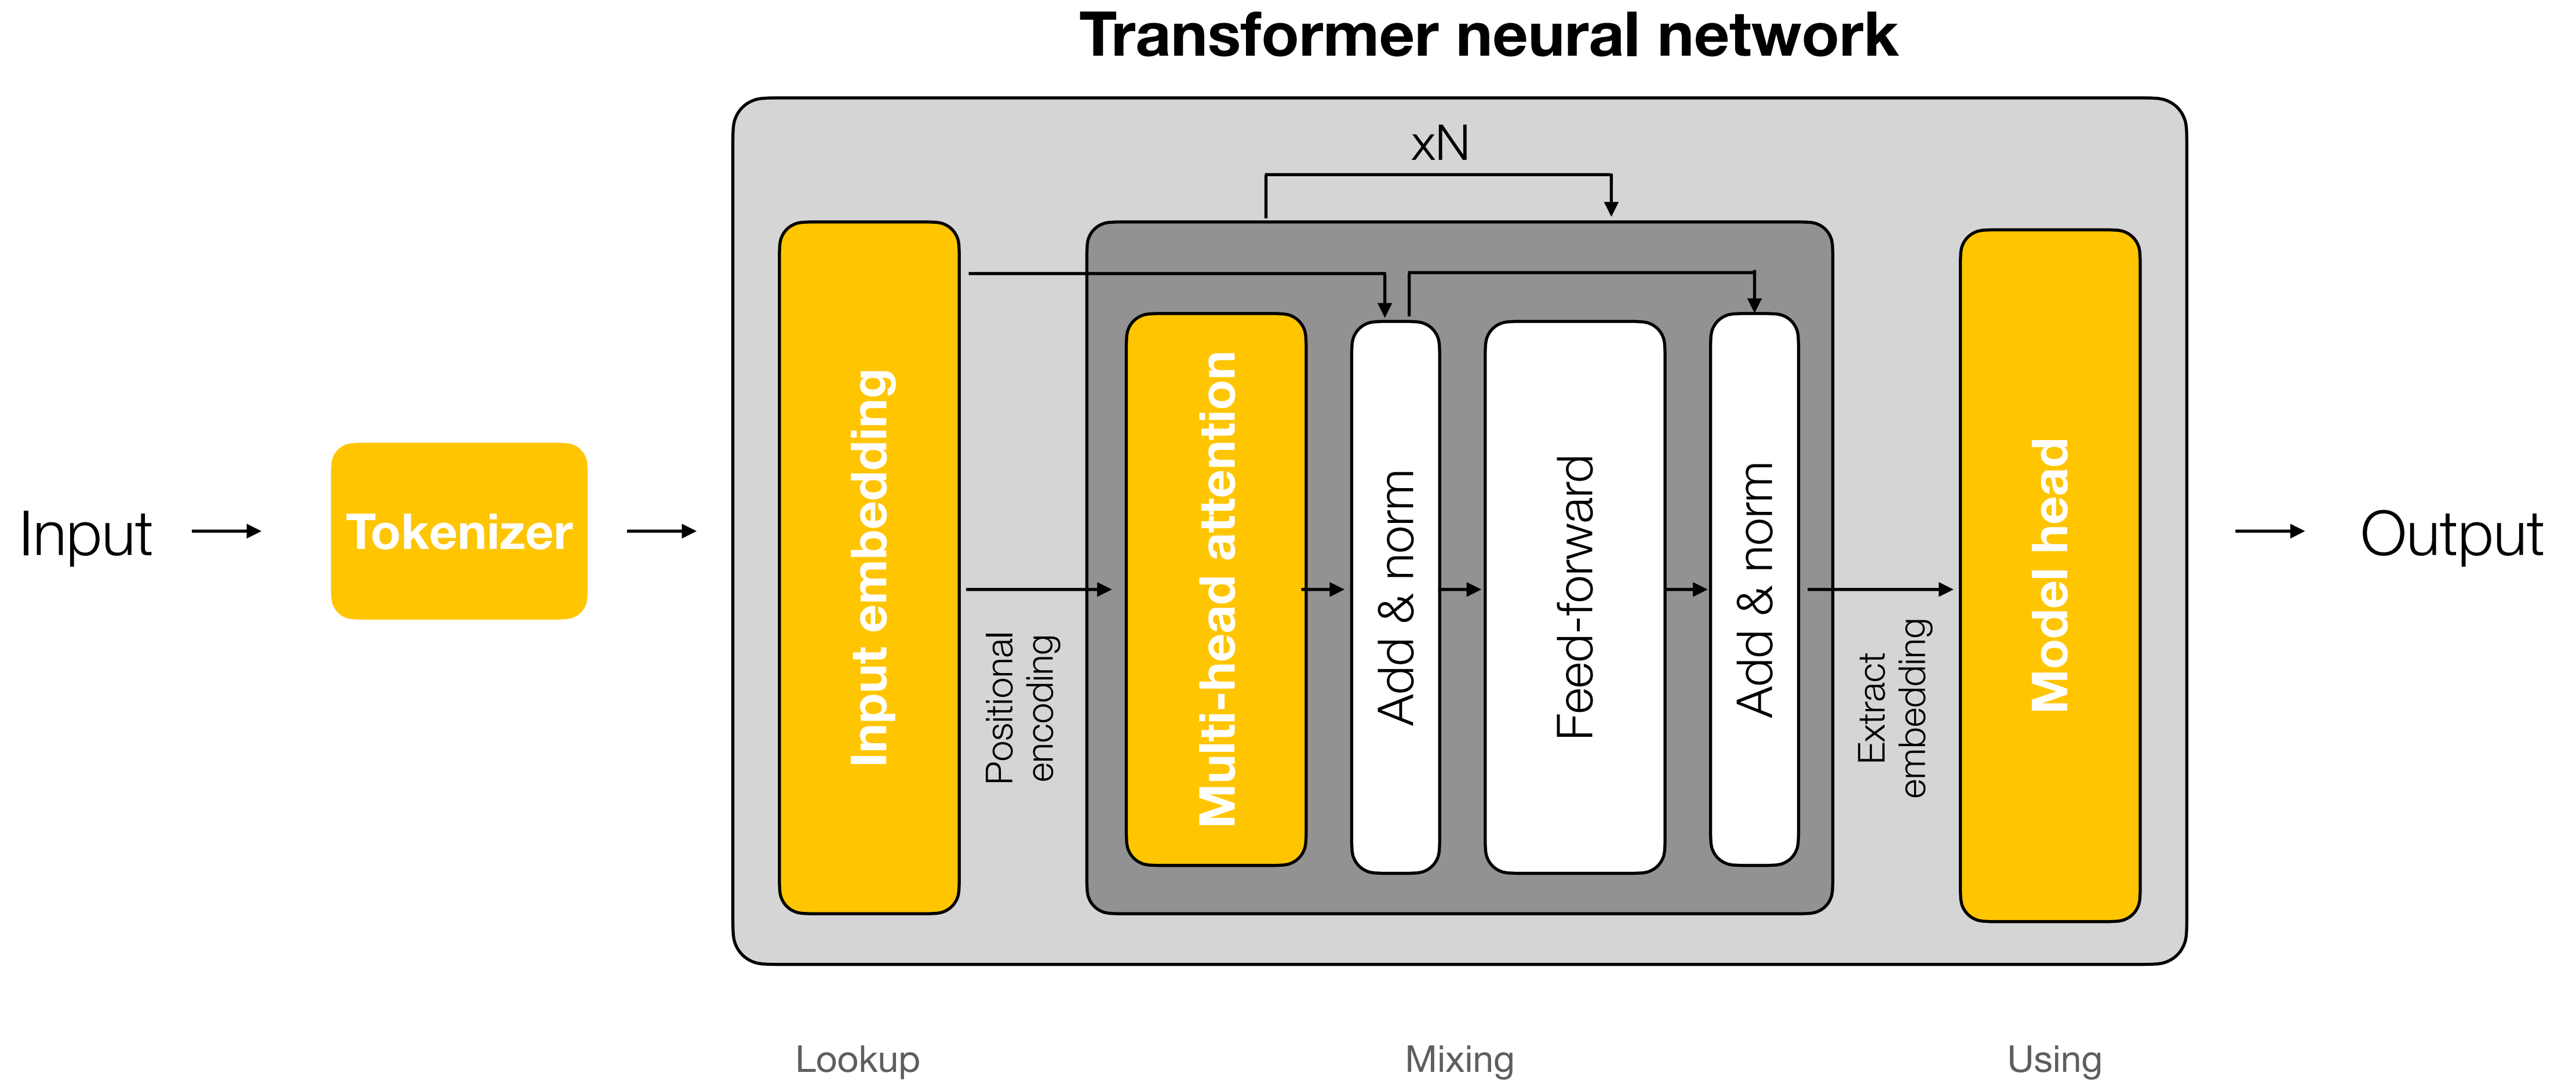 Transformer neural network
xN
Input
Tokenizer
Input embedding
Positional
encoding
Multi-head attention
Add & norm
Feed-forward
Add & norm
Extract
embedding
Model head
Output
Lookup
Mixing
Using